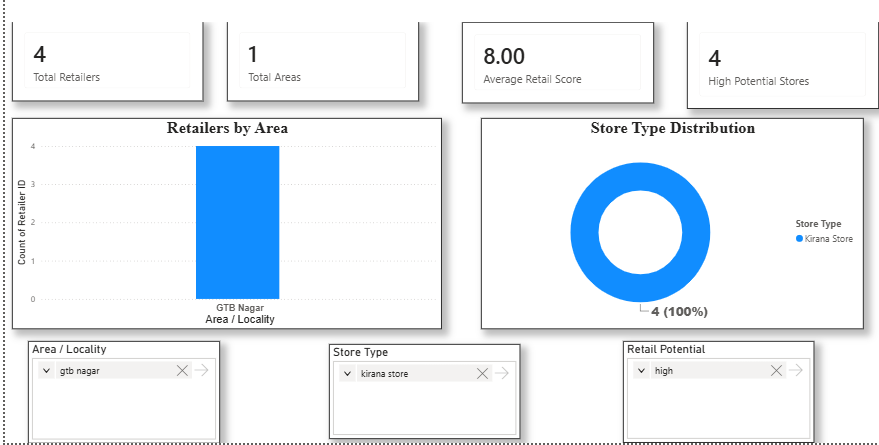 4
Total Retailers
1
Total Areas
8.00
Average Retail Score
4
High Potential Stores
Retailers by Area
4
3
2
1
0
Count of Retailer ID
GTB Nagar
Area / Locality
Store Type Distribution
4 (100%)
Store Type
Kirana Store
Area / Locality
gtb nagar
Store Type
kirana store
Retail Potential
high